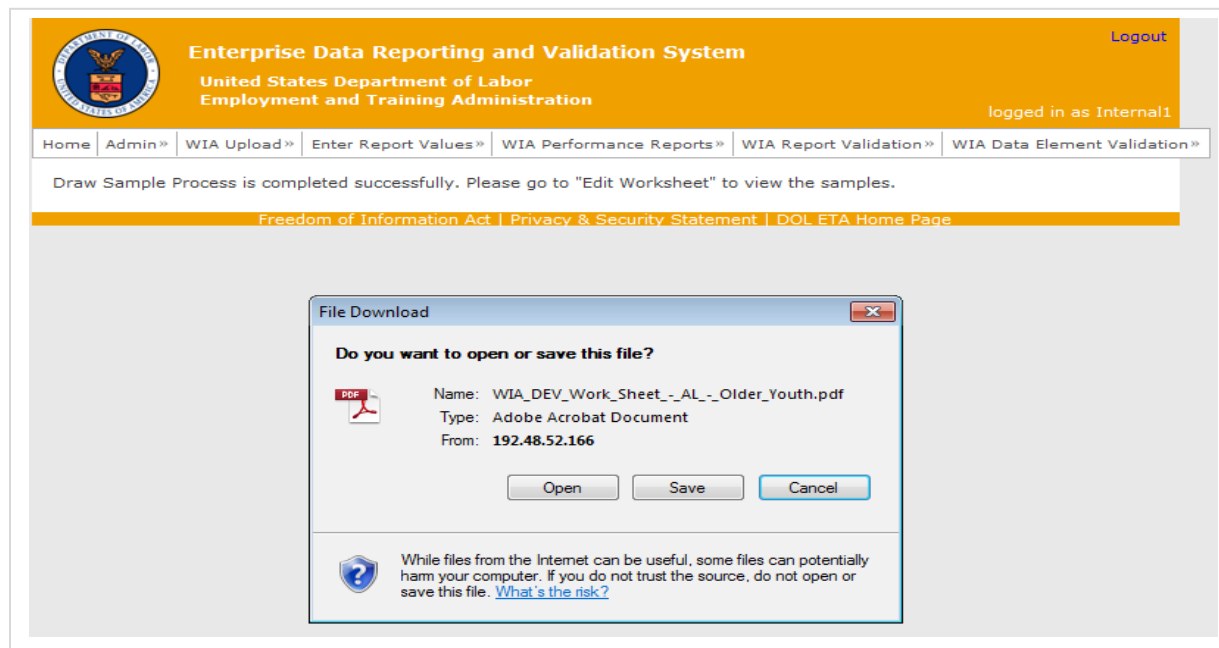 Enterprise Data Reporting and Validation System
Logout
United States Department of Labor
Employment and Training Administration
logged in as Internal1
Home Admin» WIA Upload» Enter Report Values» WIA Performance Reports» WIA Report Validation» WIA Data Element Validation»
Draw Sample Process is completed successfully. Please go to "Edit Worksheet" to view the samples.
Freedom of Information Act | Privacy & Security Statement | DOL ETA Home Page
File Download
Do you want to open or save this file?
PDF
Name: WIA_DEV_Work_Sheet_-_AL_-_Older_Youth.pdf
Type: Adobe Acrobat Document
From: 192.48.52.166
Open Save Cancel
While files from the Internet can be useful, some files can potentially
harm your computer. If you do not trust the source, do not open or
save this file. What's the risk?